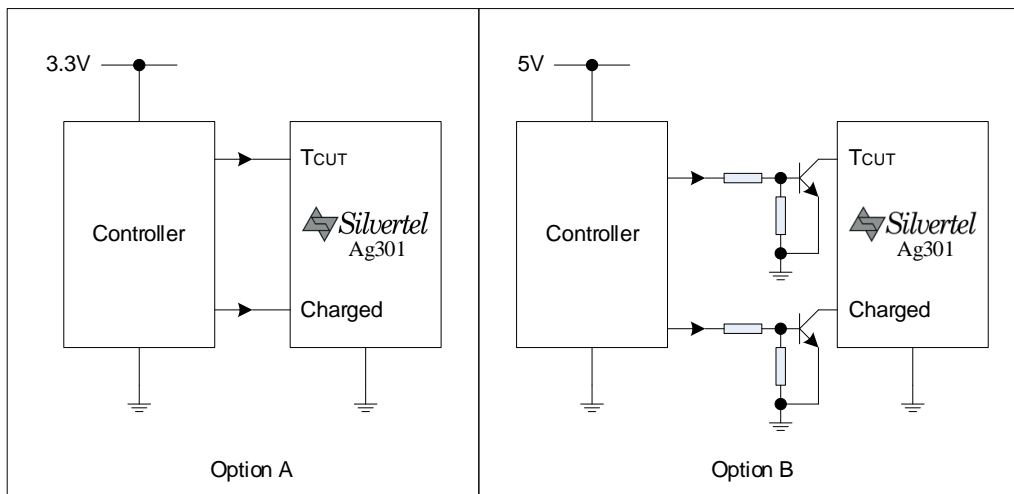 3.3V
Controller
TCUT
Silvertel
Ag301
Charged
Option A
5V
Controller
TCUT
Silvertel
Ag301
Charged
Option B